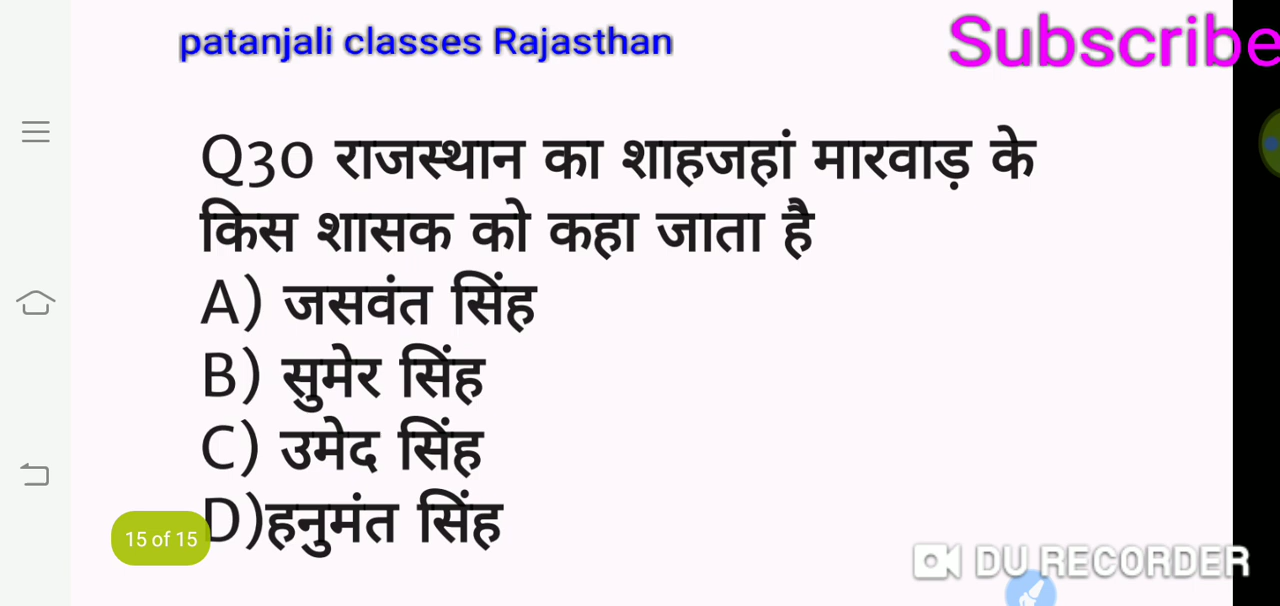 patanjali classes Rajasthan
Subscribe
Q30 राजस्थान का शाहजहां मारवाड़ के
किस शासक को कहा जाता है
A) जसवंत सिंह
B) सुमेर सिंह
C) उमेद सिंह
D)हनुमंत सिंह
15 of 15
DU RECORDER